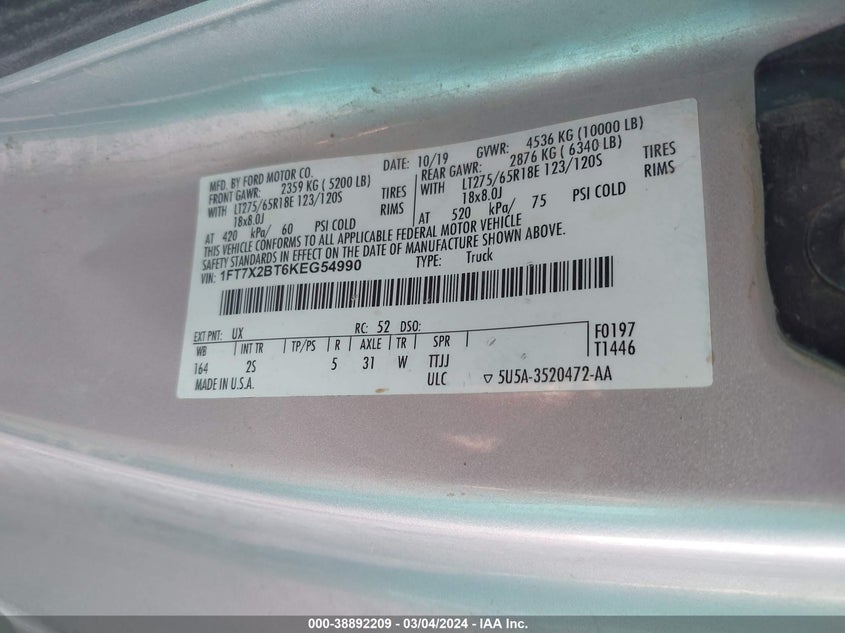 MFD. BY FORD MOTOR CO. DATE: 10/19 GVWR: 4536 KG (10000 LB)
FRONT GAWR: 2359 KG ( 5200 LB) REAR GAWR: 2876 KG ( 6340 LB)
WITH LT275/65R18E 123/120S TIRES WITH LT275/65R18E 123/120S TIRES
18x8.0J RIMS 18x8.0J RIMS
AT 420 kPa/ 60 PSI COLD AT 520 kPa/ 75 PSI COLD
THIS VEHICLE CONFORMS TO ALL APPLICABLE FEDERAL MOTOR VEHICLE
SAFETY STANDARDS IN EFFECT ON THE DATE OF MANUFACTURE SHOWN ABOVE.
VIN: 1FT7X2BT6KEG54990 TYPE: Truck
EXT PNT: UX RC: 52 DSO: F0197
WB INT TR TP/PS R AXLE TR SPR T1446
164 2S 5 31 W TTJJ
MADE IN U.S.A. ULC ▽ 5U5A-3520472-AA
000-38892209 - 03/04/2024 - IAA Inc.